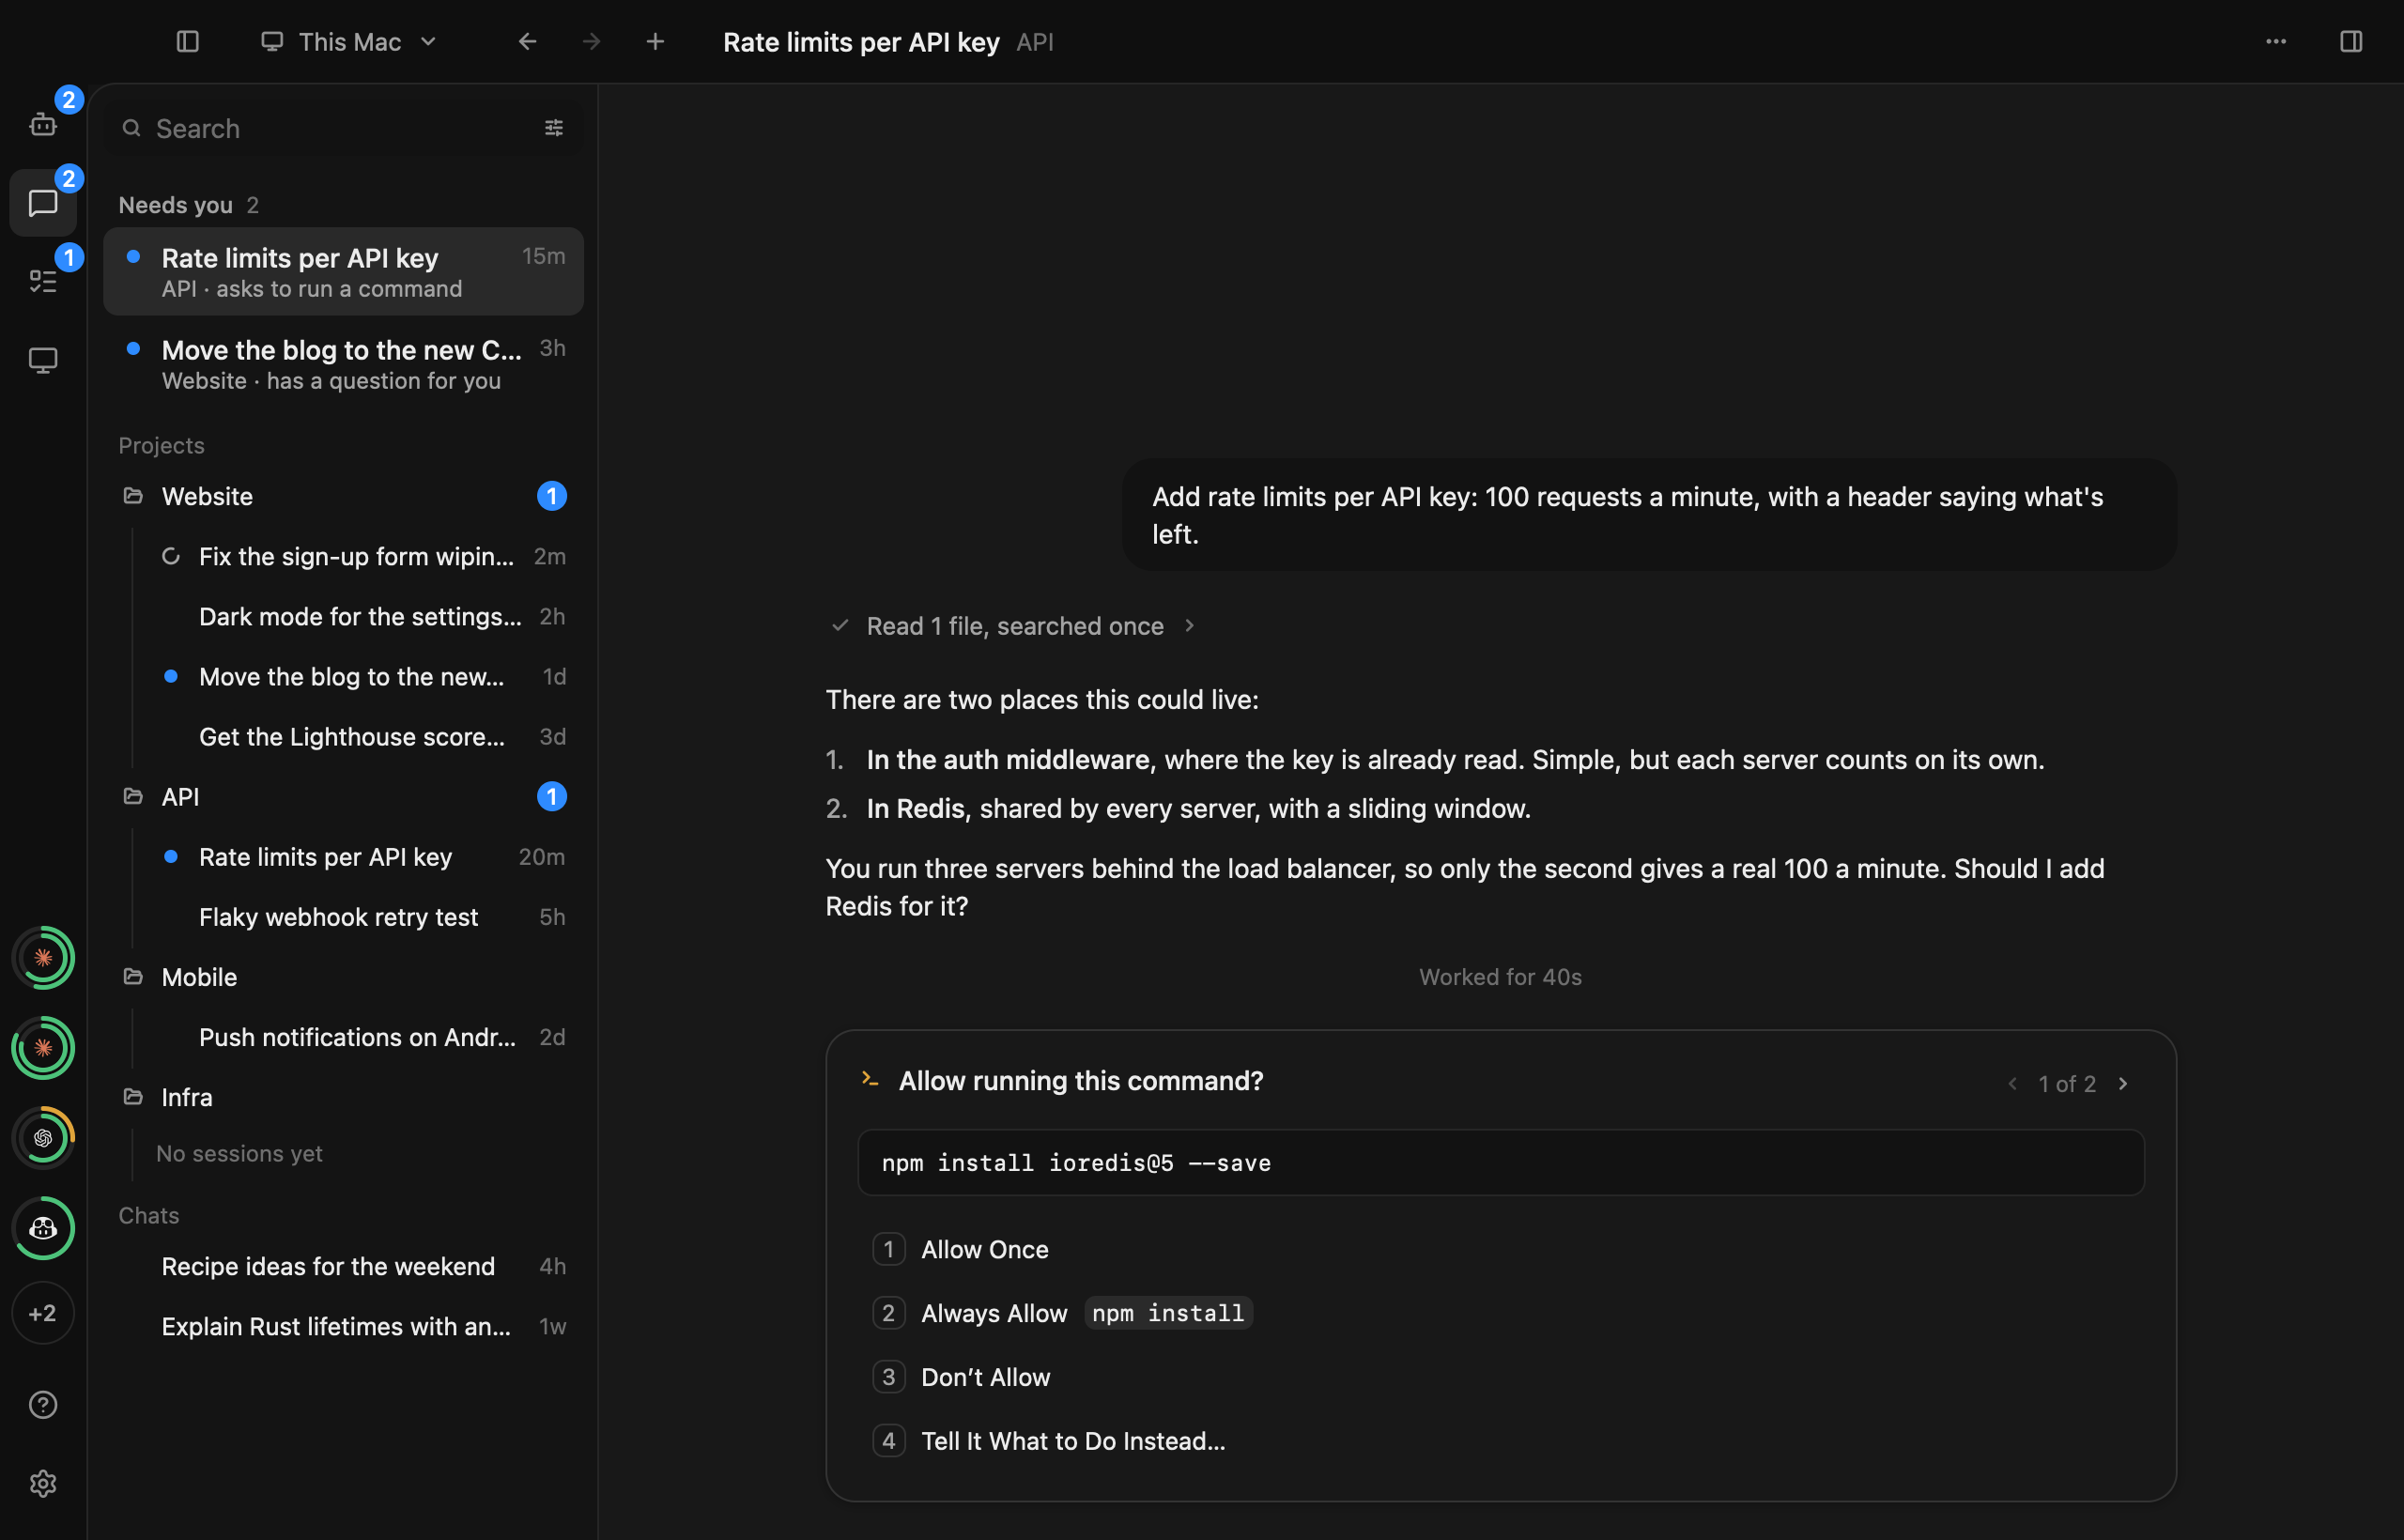 This Mac
Rate limits per API key API
2
2
1
Search
Needs you 2
Rate limits per API key 15m
API · asks to run a command
Move the blog to the new C... 3h
Website · has a question for you
Projects
Website 1
Fix the sign-up form wipin... 2m
Dark mode for the settings... 2h
Move the blog to the new... 1d
Get the Lighthouse score... 3d
API 1
Rate limits per API key 20m
Flaky webhook retry test 5h
Mobile
Push notifications on Andr... 2d
Infra
No sessions yet
Chats
Recipe ideas for the weekend 4h
Explain Rust lifetimes with an... 1w
+2
Add rate limits per API key: 100 requests a minute, with a header saying what's
left.
Read 1 file, searched once
There are two places this could live:
1. In the auth middleware, where the key is already read. Simple, but each server counts on its own.
2. In Redis, shared by every server, with a sliding window.
You run three servers behind the load balancer, so only the second gives a real 100 a minute. Should I add
Redis for it?
Worked for 40s
Allow running this command? 1 of 2
npm install ioredis@5 --save
1 Allow Once
2 Always Allow npm install
3 Don’t Allow
4 Tell It What to Do Instead...